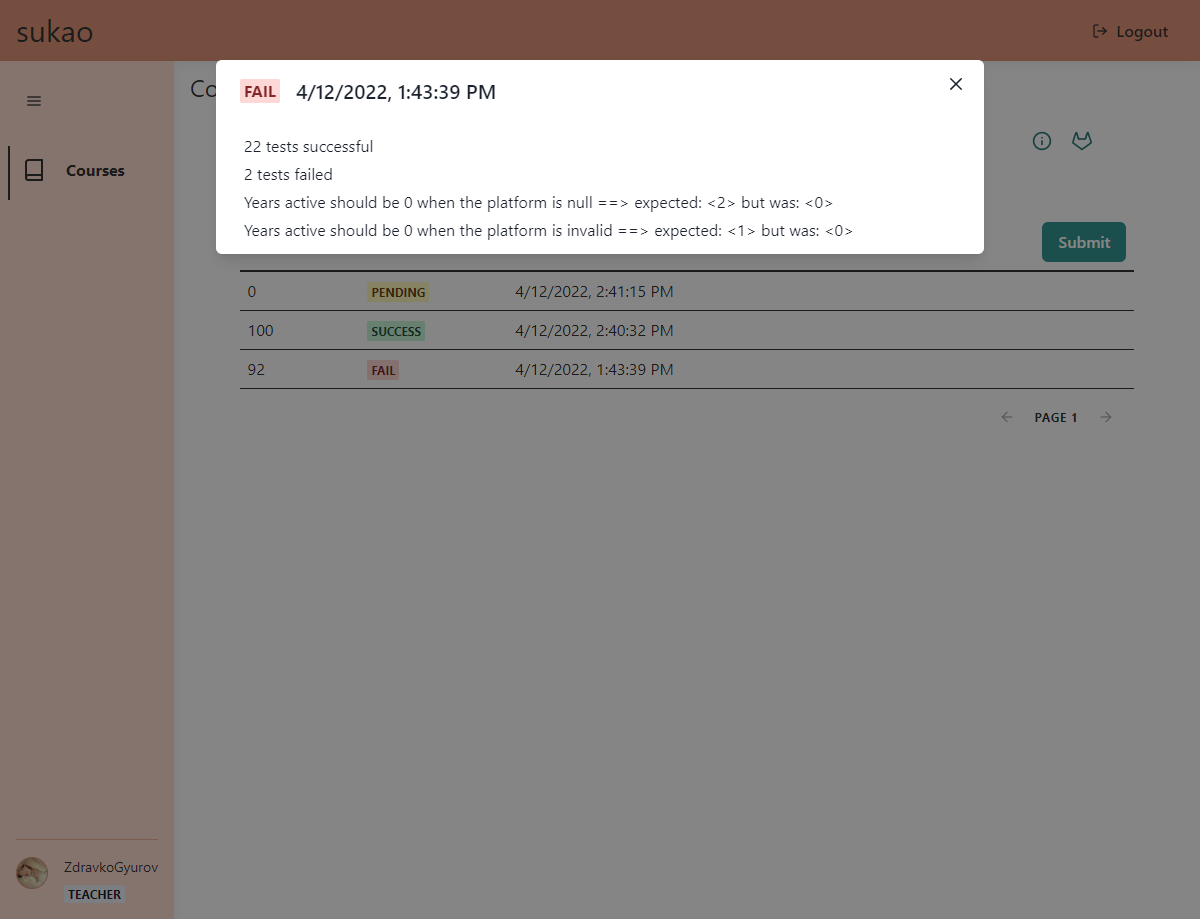 sukao
Logout
Co
FAIL 4/12/2022, 1:43:39 PM
22 tests successful
2 tests failed
Years active should be 0 when the platform is null ==> expected: <2> but was: <0>
Years active should be 0 when the platform is invalid ==> expected: <1> but was: <0>
Courses
Submit
0 PENDING 4/12/2022, 2:41:15 PM
100 SUCCESS 4/12/2022, 2:40:32 PM
92 FAIL 4/12/2022, 1:43:39 PM
PAGE 1
ZdravkoGyurov
TEACHER